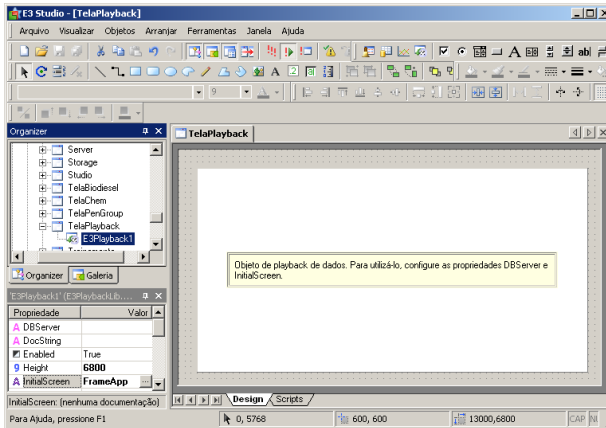 E3 Studio - [TelaPlayback]
Arquivo Visualizar Objetos Arranjar Ferramentas Janela Ajuda
9
Organizer
TelaPlayback
Server
Storage
Studio
TelaBiodiesel
TelaChem
TelaPenGroup
TelaPlayback
E3Playback1
Objeto de playback de dados. Para utilizá-lo, configure as propriedades DBServer e
InitialScreen.
Organizer Galeria
'E3Playback1' (E3PlaybackLib....
Propriedade Valor
DBServer
DocString
Enabled True
Height 6800
InitialScreen FrameApp ...
InitialScreen: (nenhuma documentação)
Design Scripts
Para Ajuda, pressione F1
0, 5768
600, 600
13000,6800
CAP